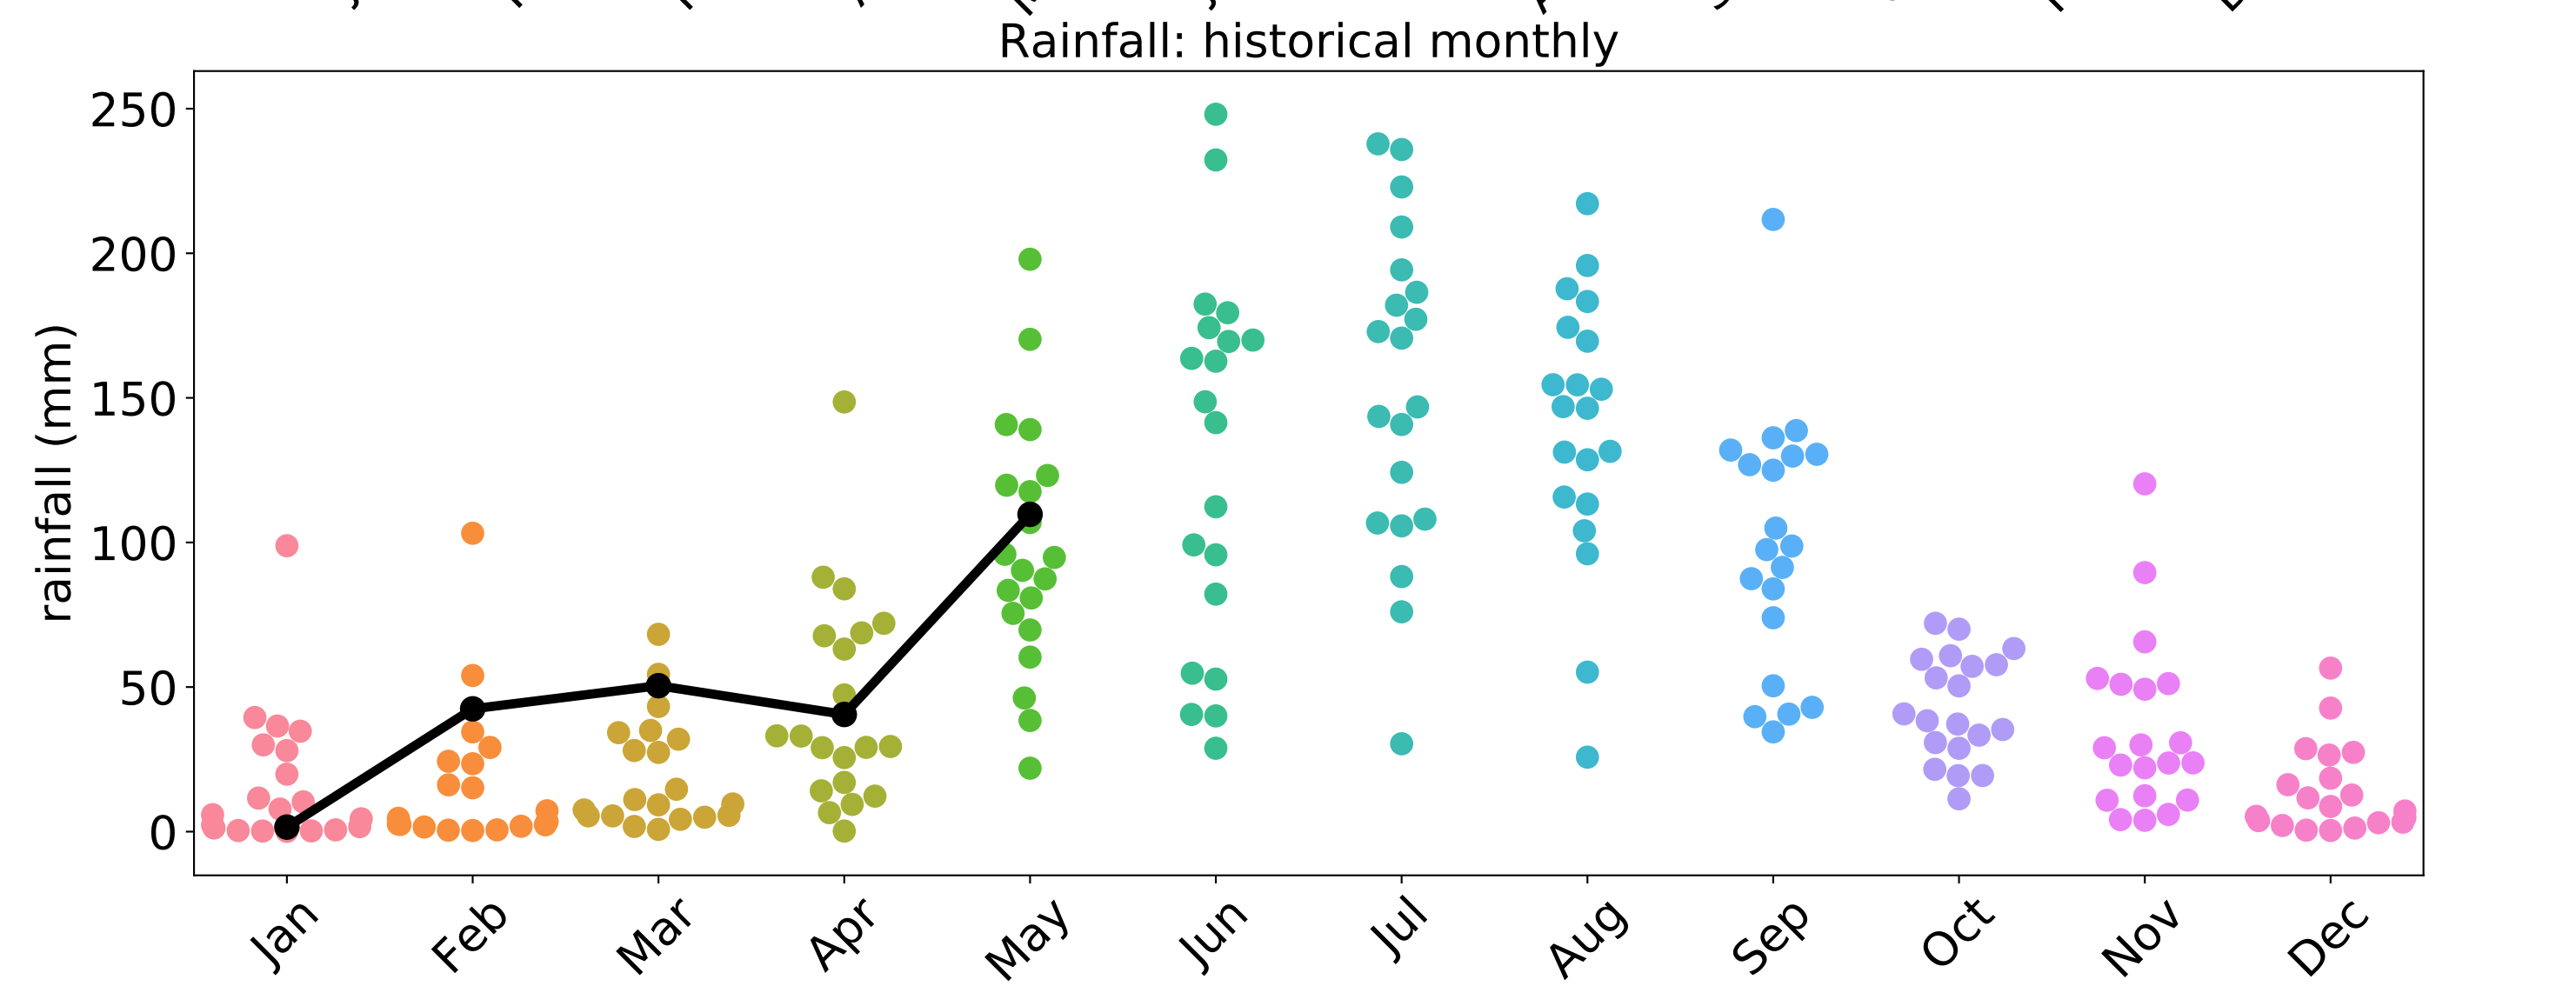 Rainfall: historical monthly
rainfall (mm)
250
200
150
100
50
0
Jan
Feb
Mar
Apr
May
Jun
Jul
Aug
Sep
Oct
Nov
Dec